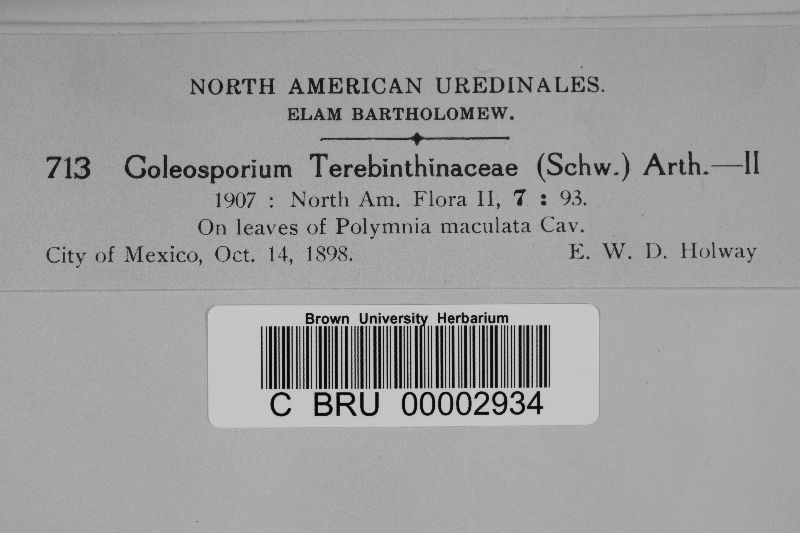 NORTH AMERICAN UREDINALES.
ELAM BARTHOLOMEW.
713 Coleosporium Terebinthinaceae (Schw.) Arth.—II
1907 : North Am. Flora II, 7 : 93.
On leaves of Polymnia maculata Cav.
City of Mexico, Oct. 14, 1898. E. W. D. Holway
Brown University Herbarium
C BRU 00002934